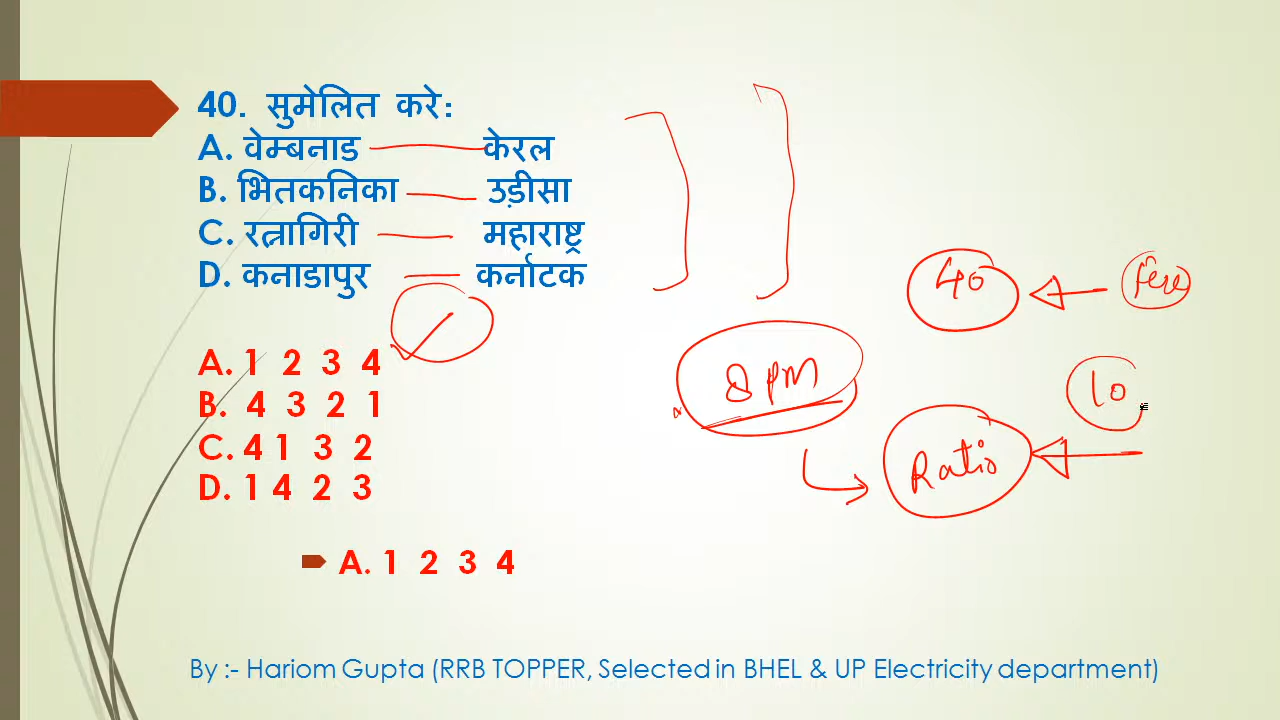 40. सुमेलित करे:
A. वेम्बनाड केरल
B. भितकनिका उड़ीसा
C. रत्नागिरी महाराष्ट्र
D. कनाडापुर कर्नाटक
A. 1 2 3 4
B. 4 3 2 1
C. 4 1 3 2
D. 1 4 2 3
A. 1 2 3 4
40
8 PM
10
Ratio
By :- Hariom Gupta (RRB TOPPER, Selected in BHEL & UP Electricity department)